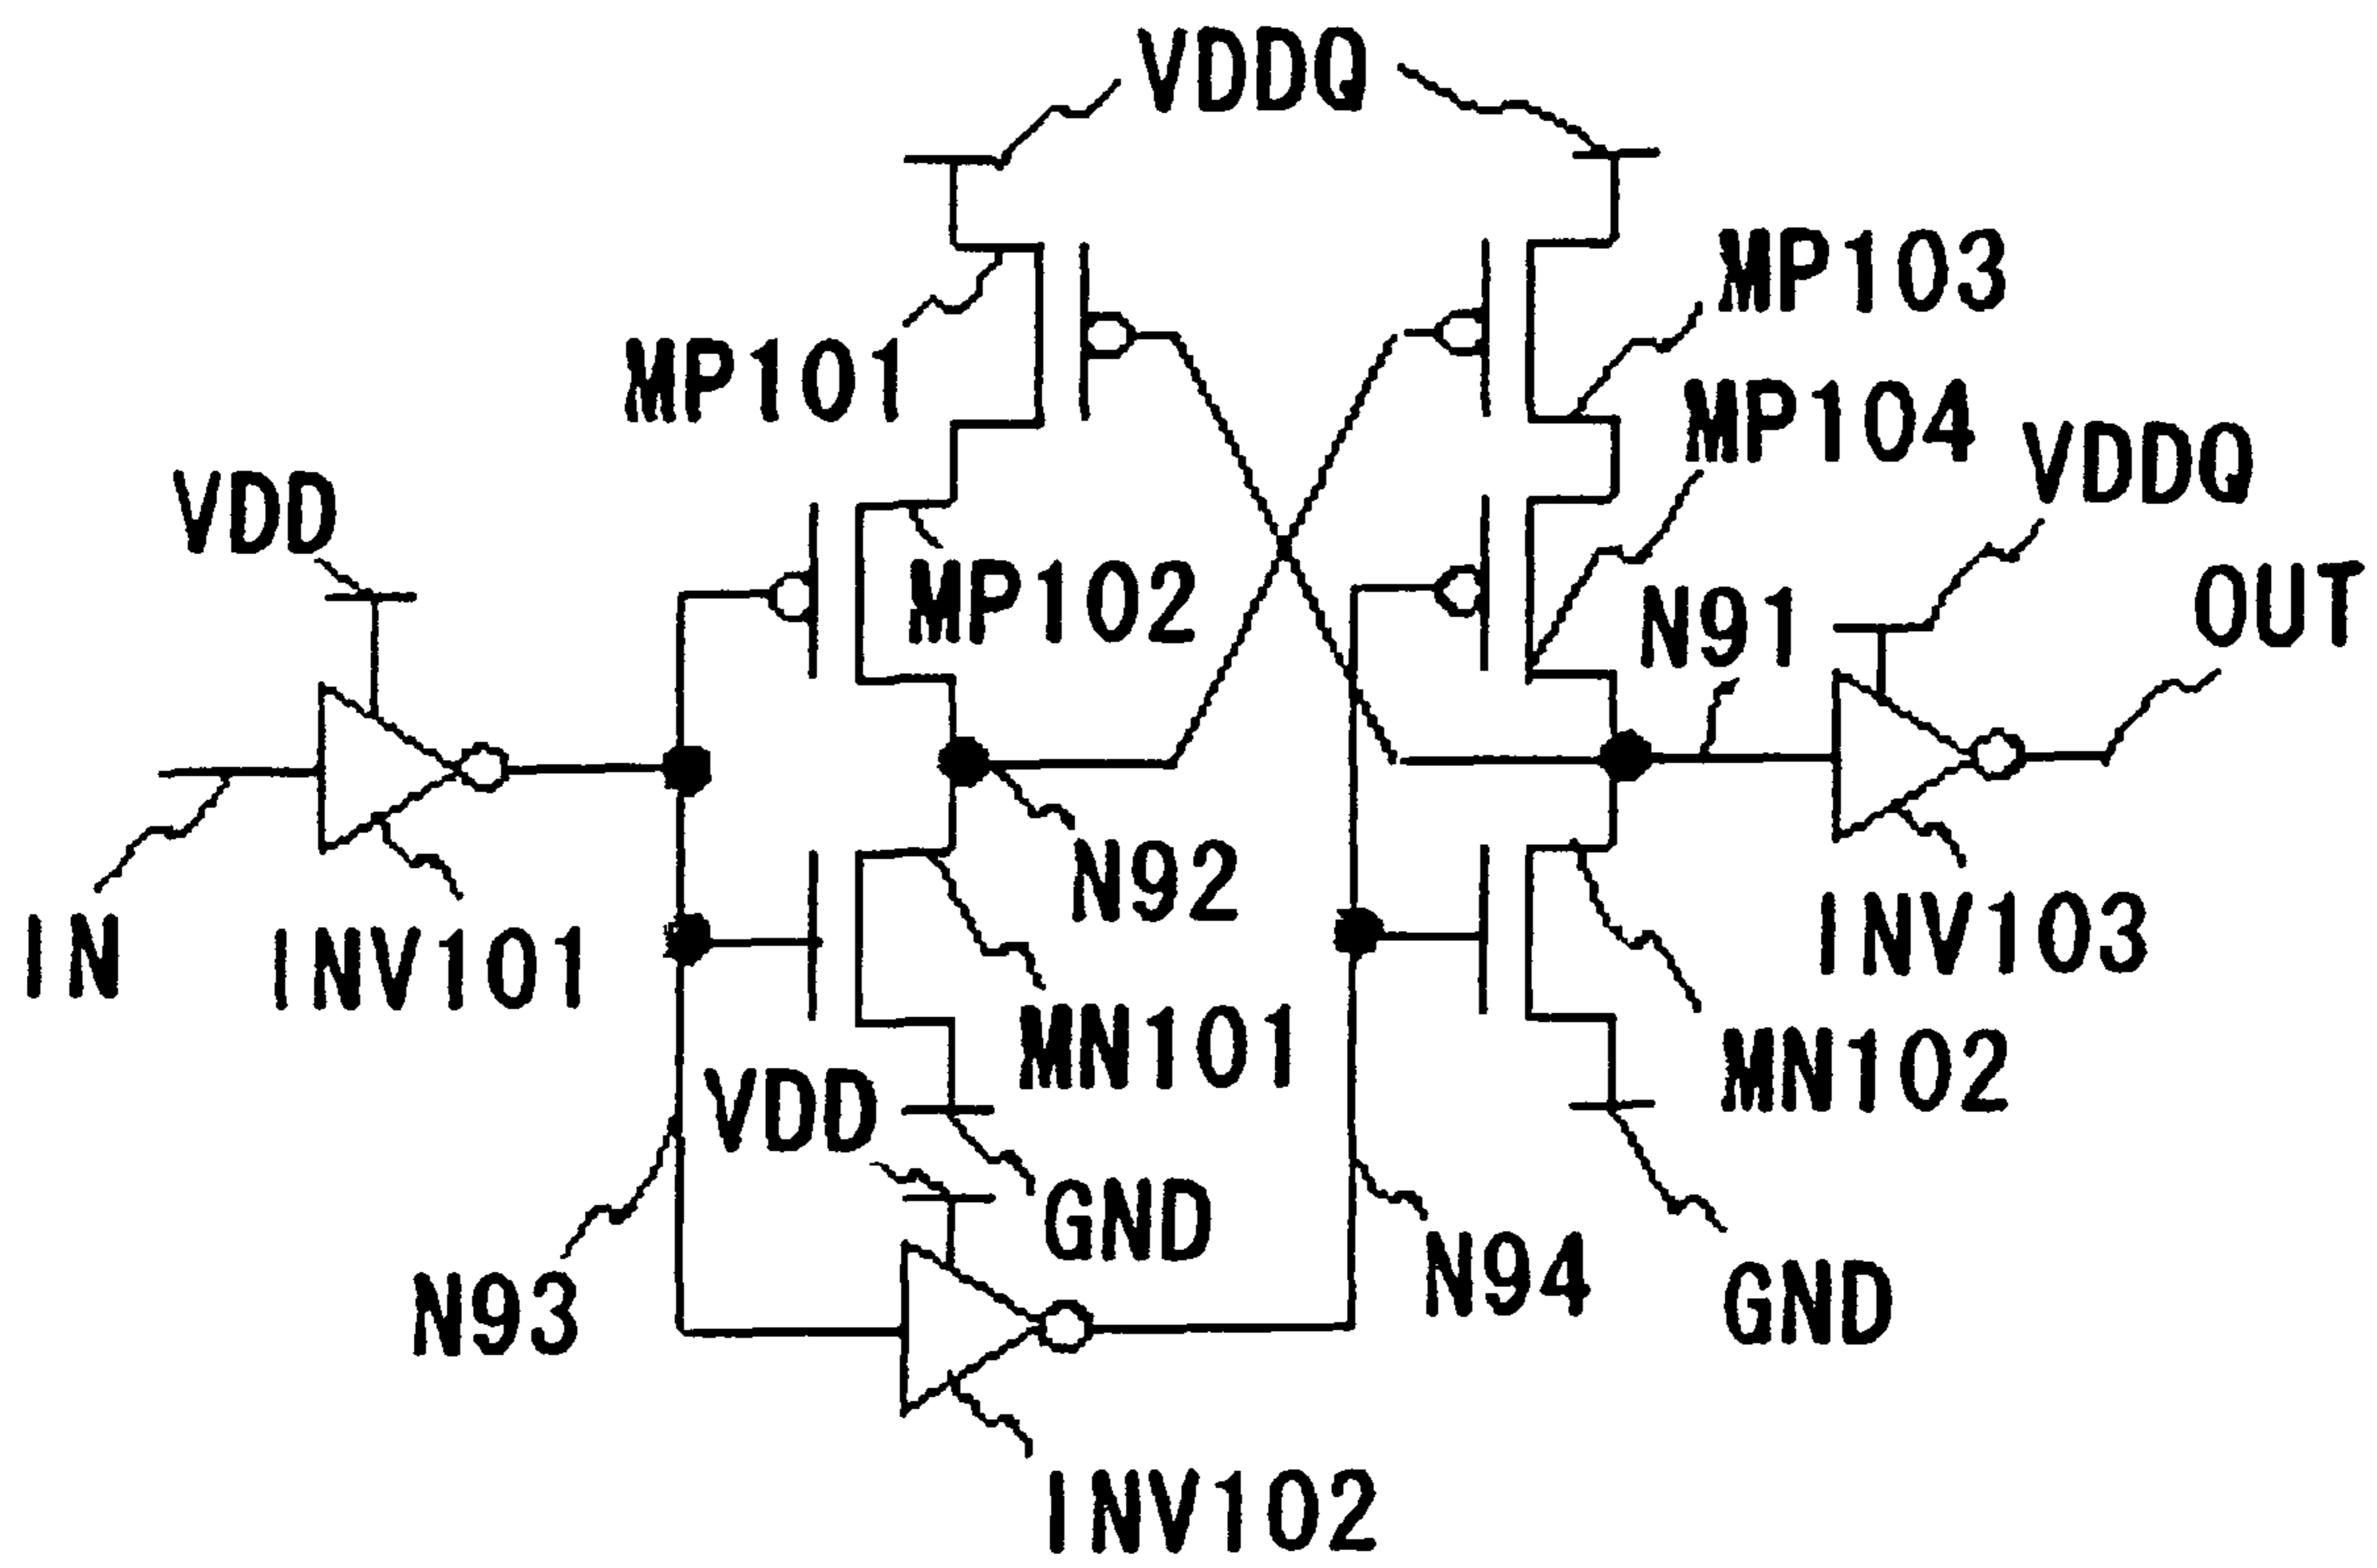 VDDQ
MP103
MP101
MP104
VDDQ
VDD
MP102
N91
OUT
N92
IN
INV101
INV103
MN101
MN102
VDD
GND
N94
N93
GND
INV102